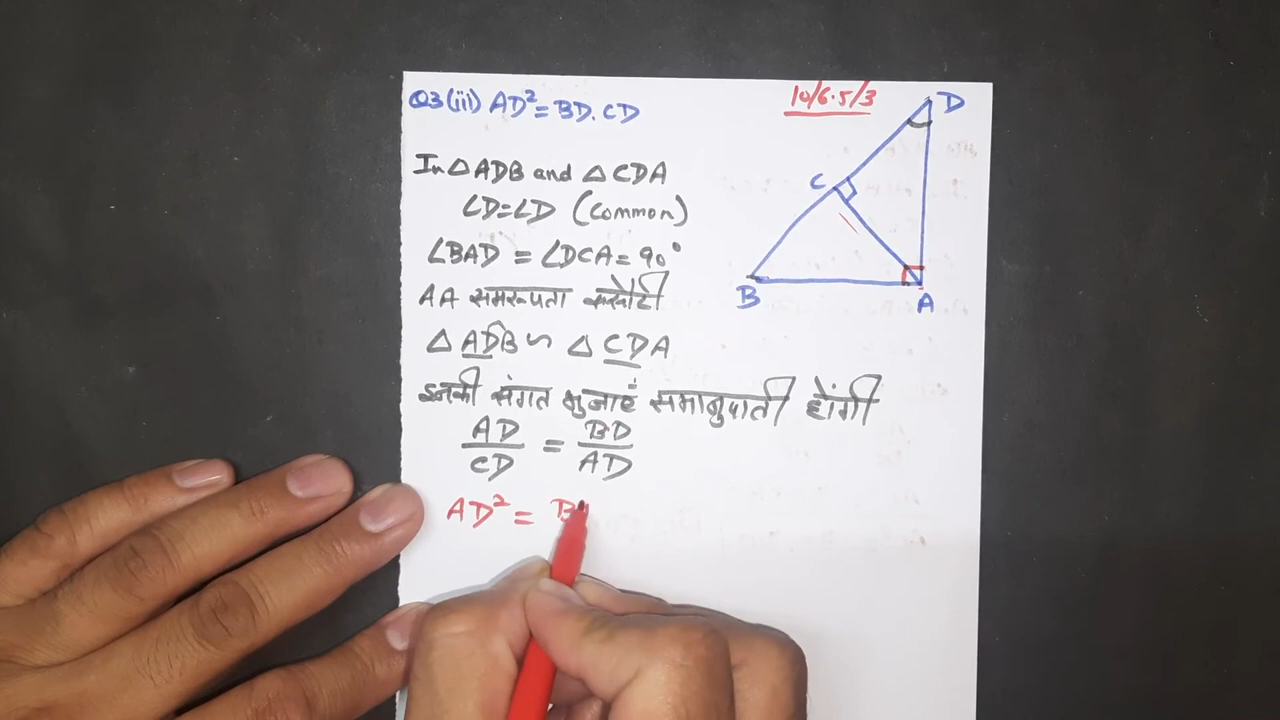 Q3(iii) AD²=BD.CD
10/6.5/3
In △ADB and △CDA
∠D=∠D (Common)
∠BAD = ∠DCA = 90°
AA समरूपता कसौटी
△ ADB ~ △ CDA
इनकी संगत भुजाएँ समानुपाती होंगी
AD/CD = BD/AD
AD² = B
D
C
B
A